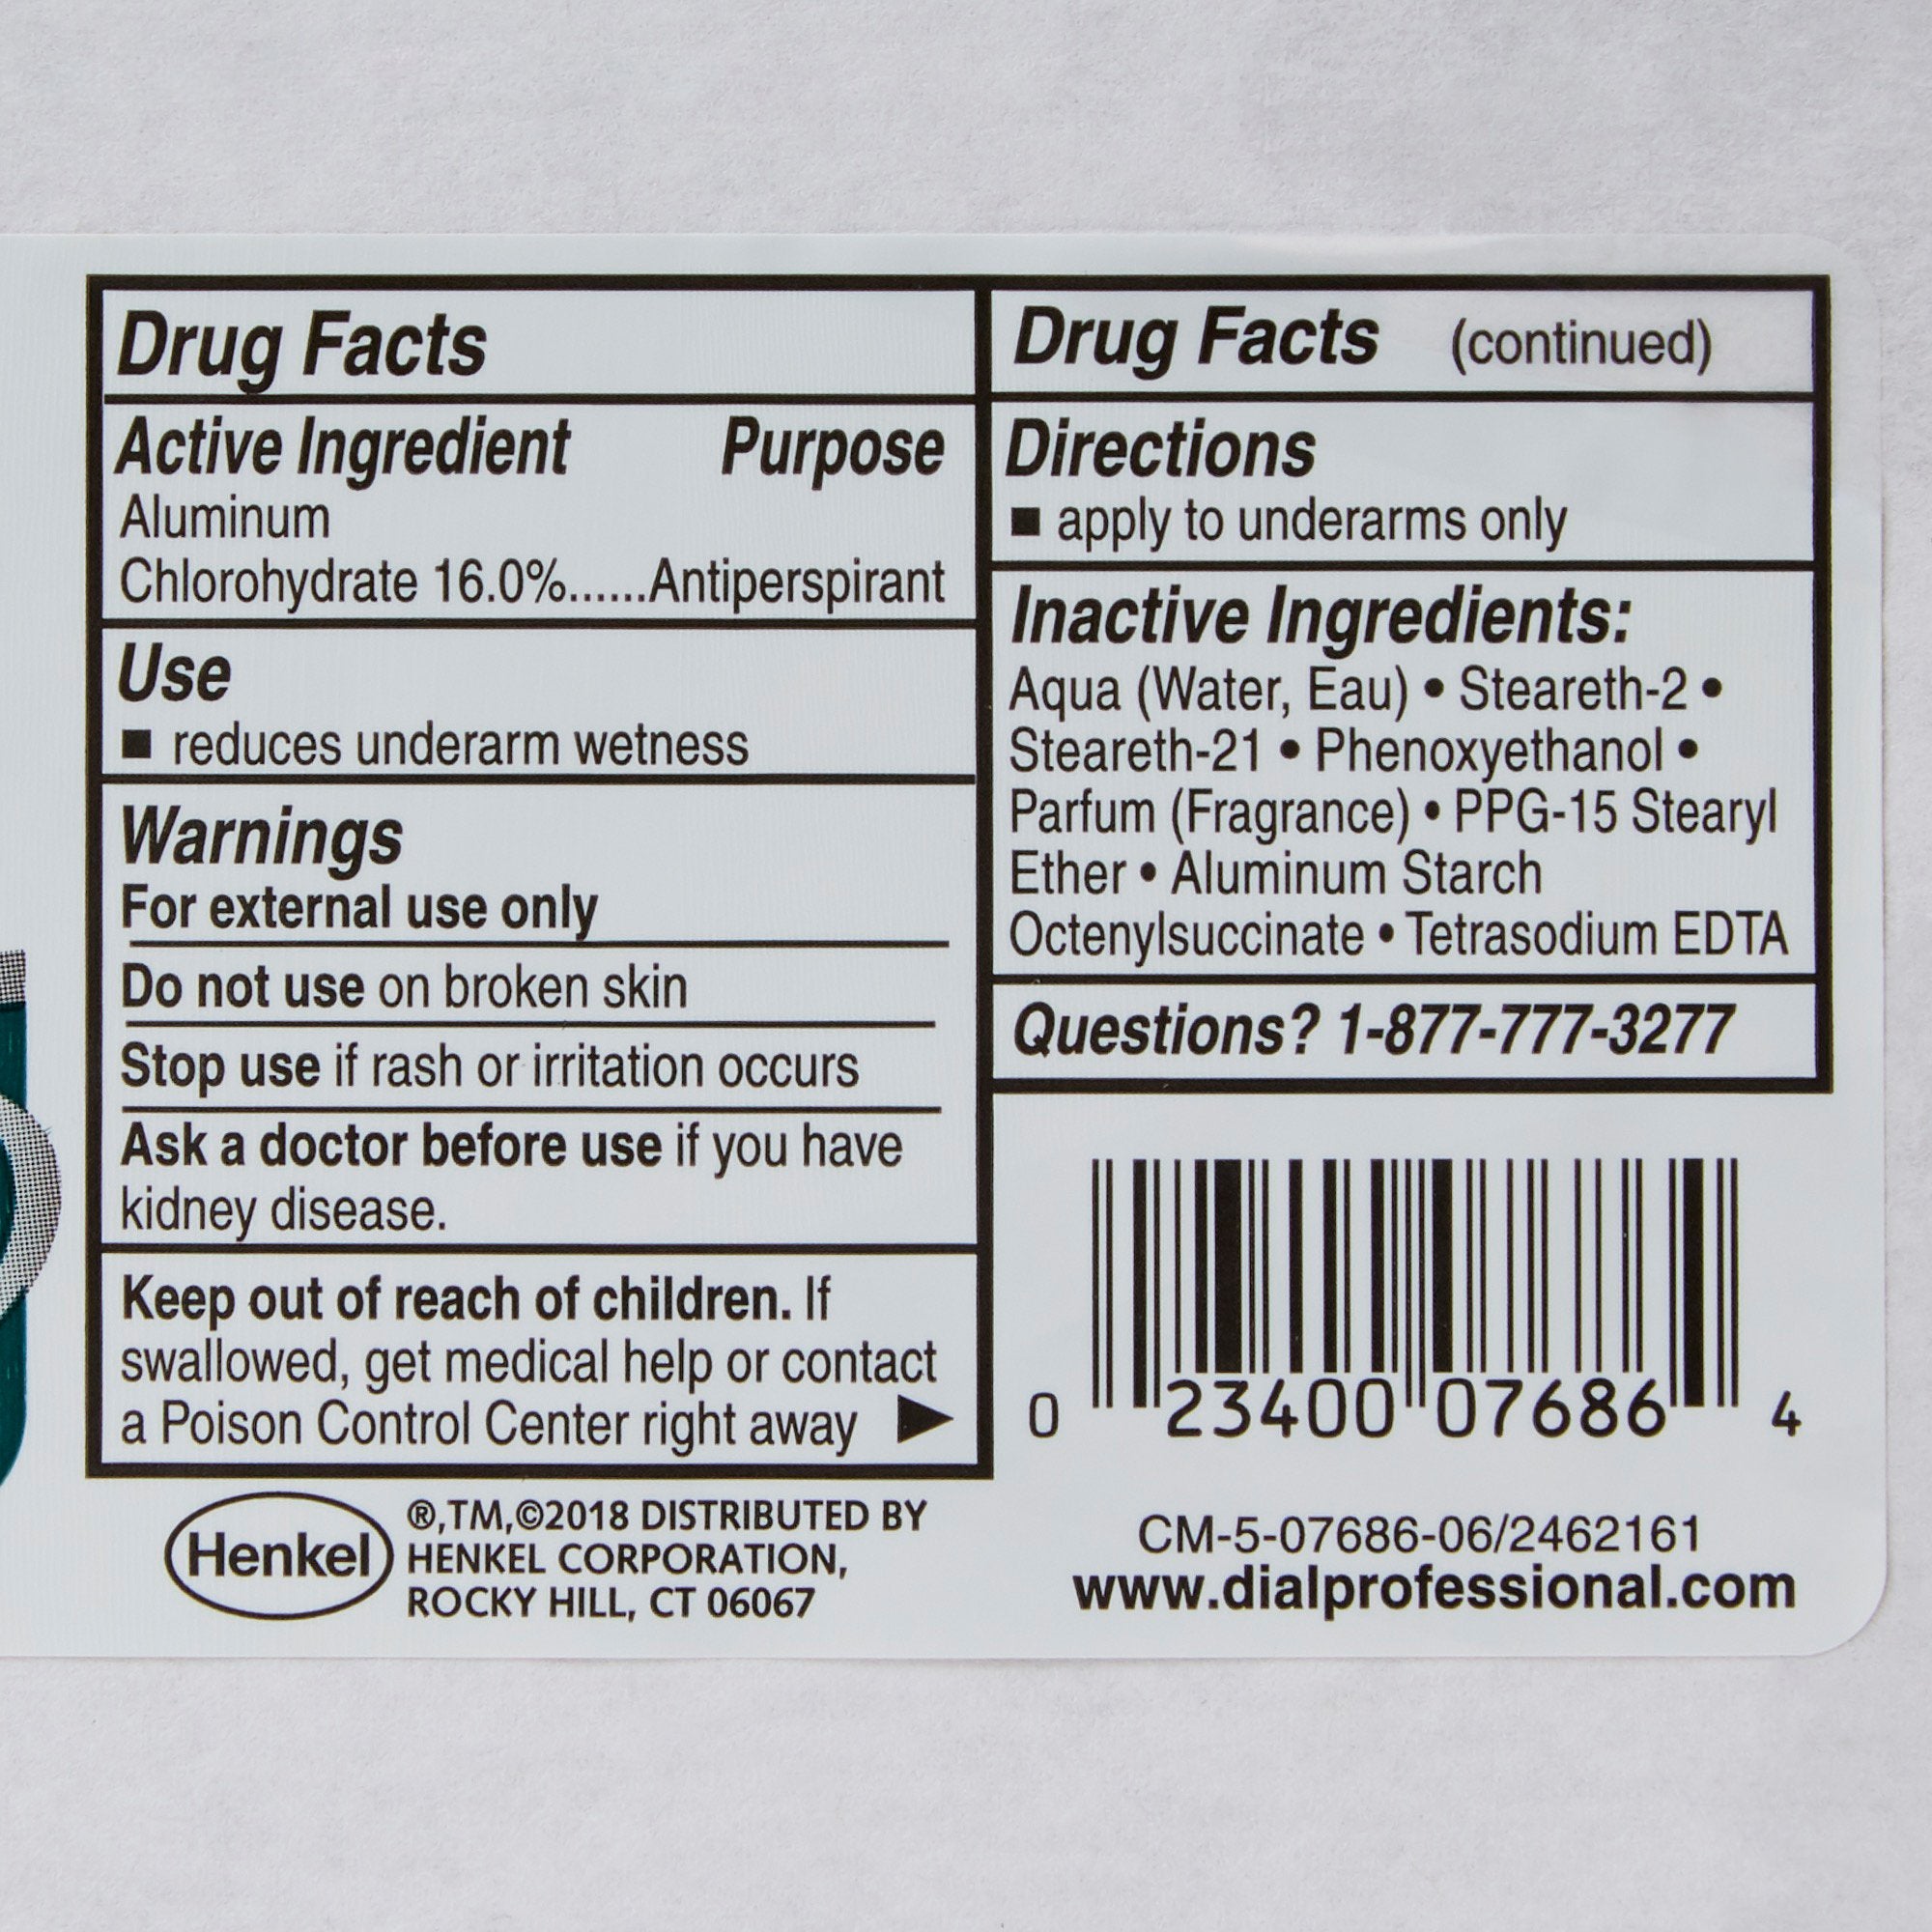 Drug Facts
Active Ingredient Purpose
Aluminum
Chlorohydrate 16.0%......Antiperspirant
Use
■ reduces underarm wetness
Warnings
For external use only
Do not use on broken skin
Stop use if rash or irritation occurs
Ask a doctor before use if you have
kidney disease.
Keep out of reach of children. If
swallowed, get medical help or contact
a Poison Control Center right away ▶
Henkel
®,TM,©2018 DISTRIBUTED BY
HENKEL CORPORATION,
ROCKY HILL, CT 06067
Drug Facts (continued)
Directions
■ apply to underarms only
Inactive Ingredients:
Aqua (Water, Eau) • Steareth-2 •
Steareth-21 • Phenoxyethanol •
Parfum (Fragrance) • PPG-15 Stearyl
Ether • Aluminum Starch
Octenylsuccinate • Tetrasodium EDTA
Questions? 1-877-777-3277
0 23400 07686 4
CM-5-07686-06/2462161
www.dialprofessional.com